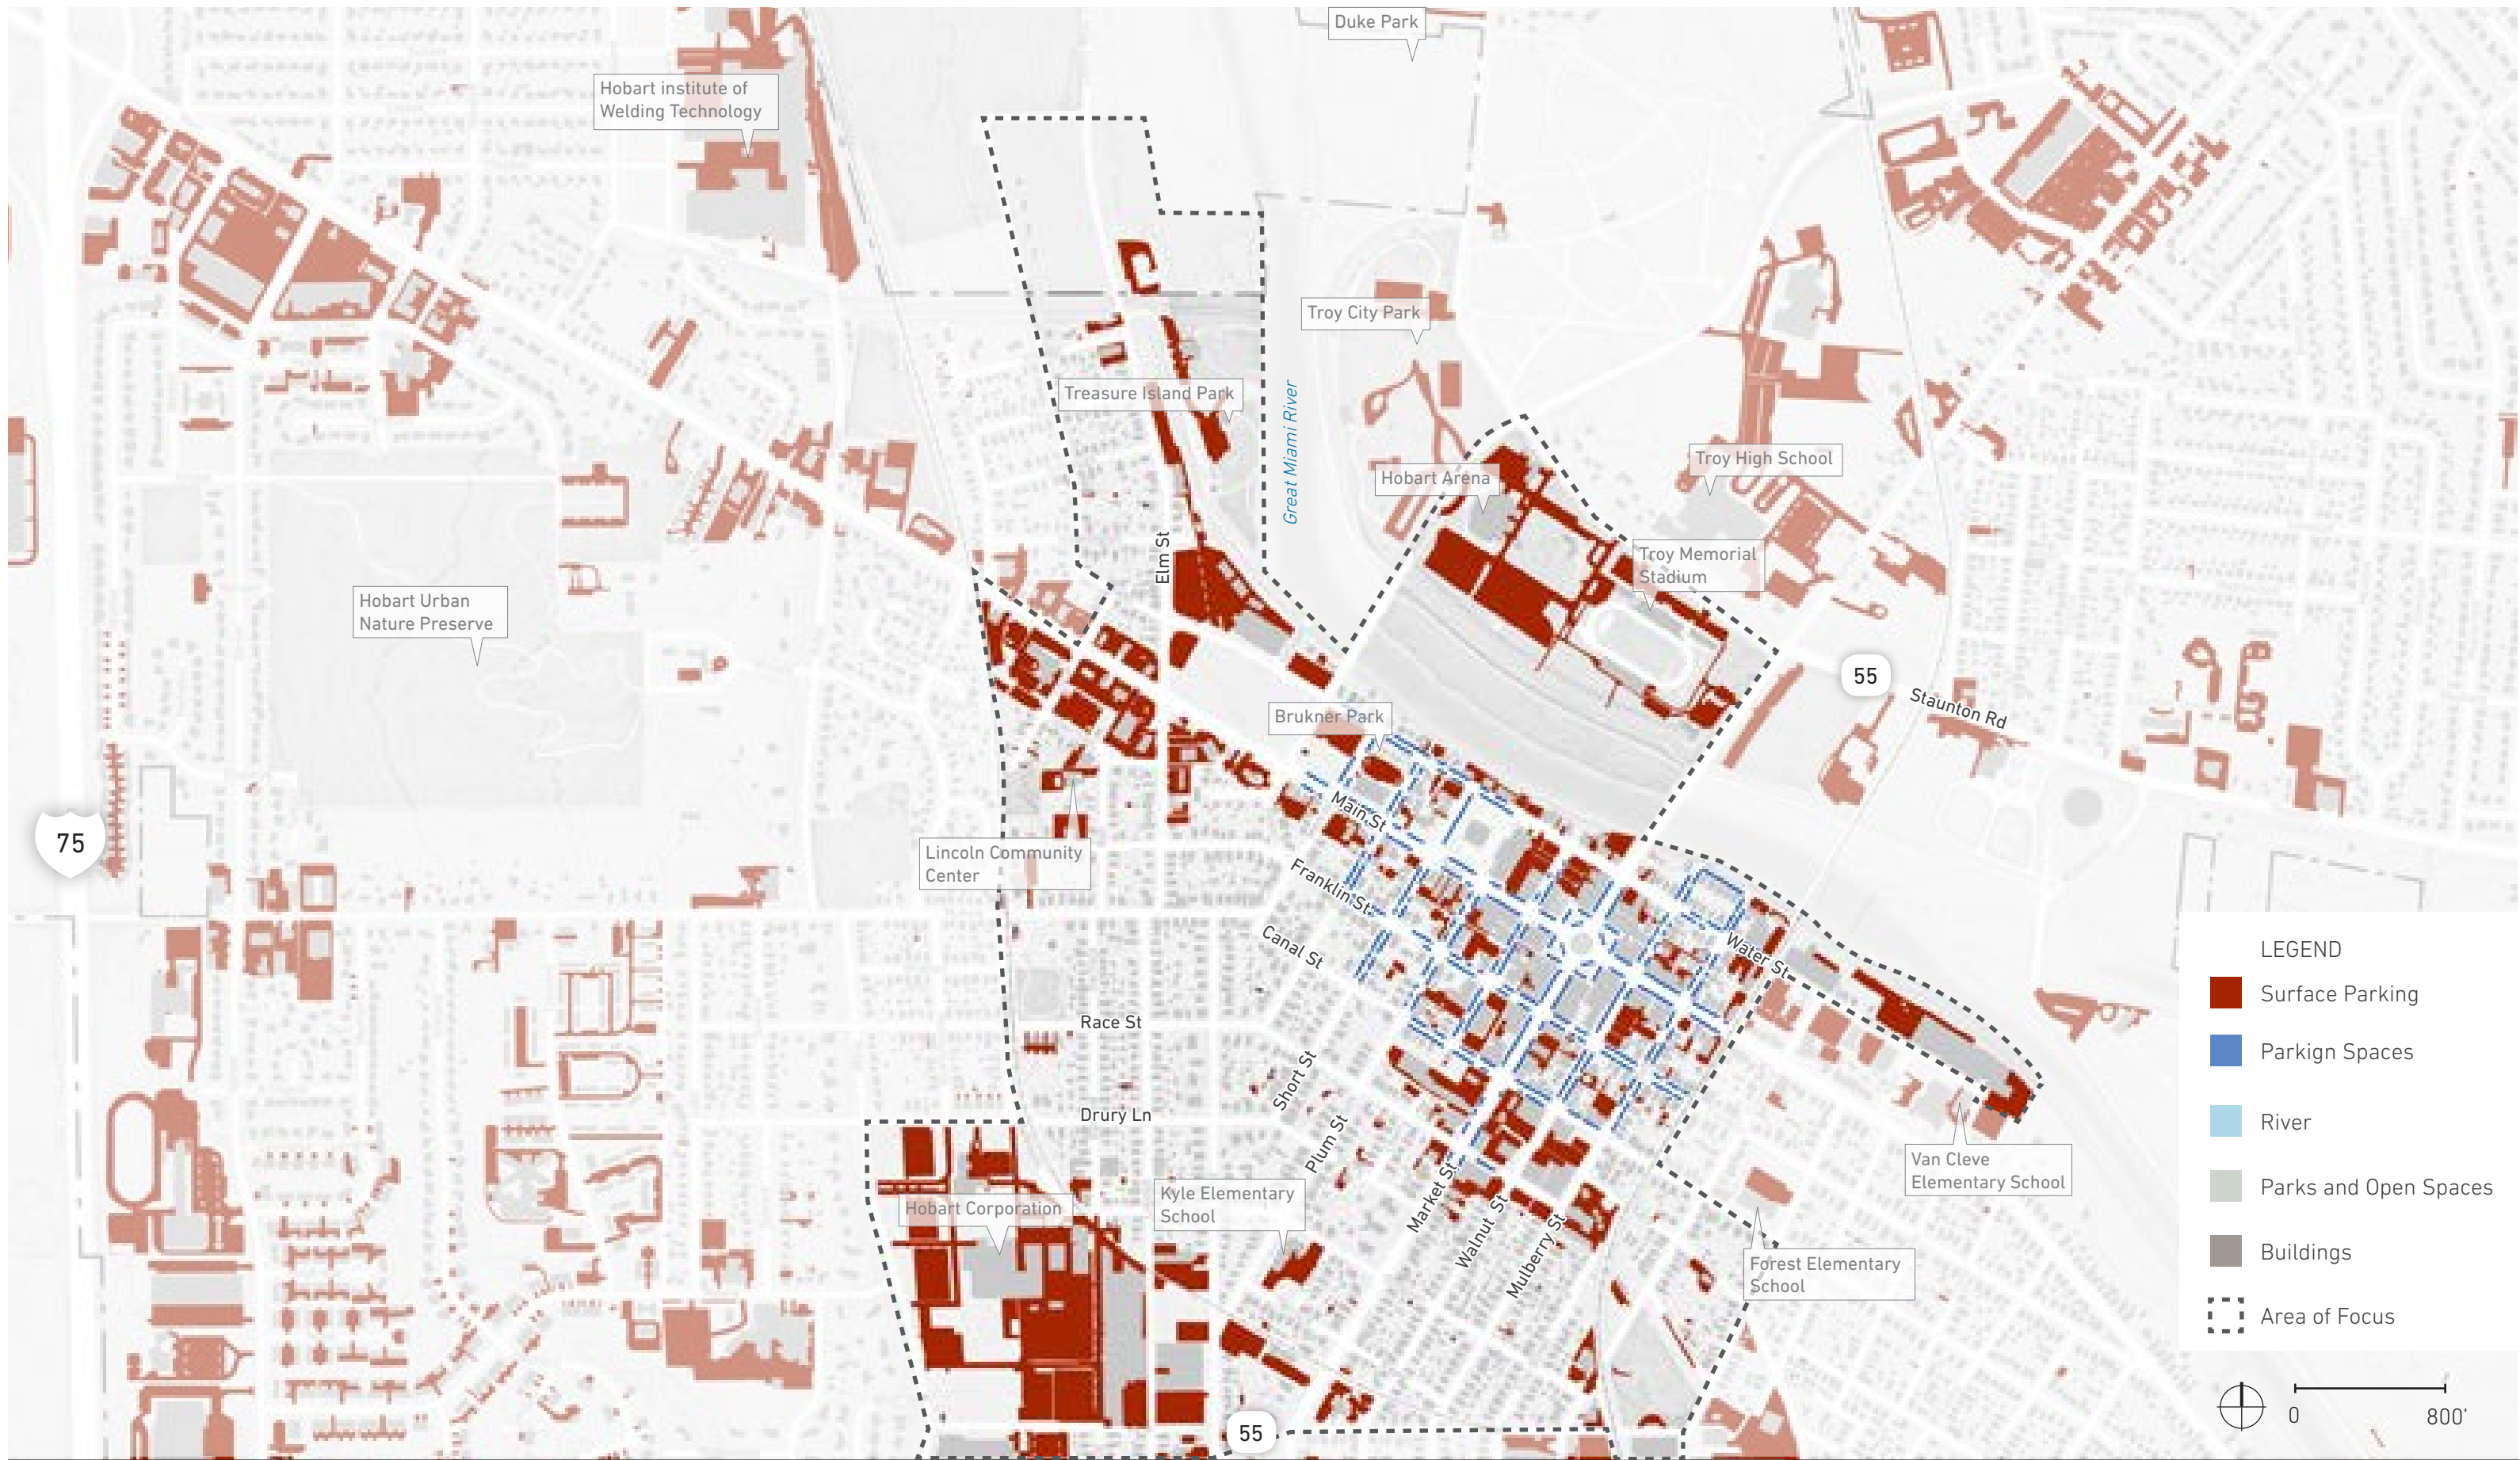 Duke Park
Hobart institute of
Welding Technology
Troy City Park
Treasure Island Park
Great Miami River
Hobart Arena
Troy High School
Elm St
Troy Memorial
Stadium
Hobart Urban
Nature Preserve
55
Staunton Rd
Brukner Park
75
Main St
Lincoln Community
Center
Franklin St
Canal St
Water St
Race St
Short St
Drury Ln
Plum St
Market St
Walnut St
Mulberry St
Van Cleve
Elementary School
Kyle Elementary
School
Hobart Corporation
Forest Elementary
School
55
LEGEND
Surface Parking
Parkign Spaces
River
Parks and Open Spaces
Buildings
Area of Focus
0
800'